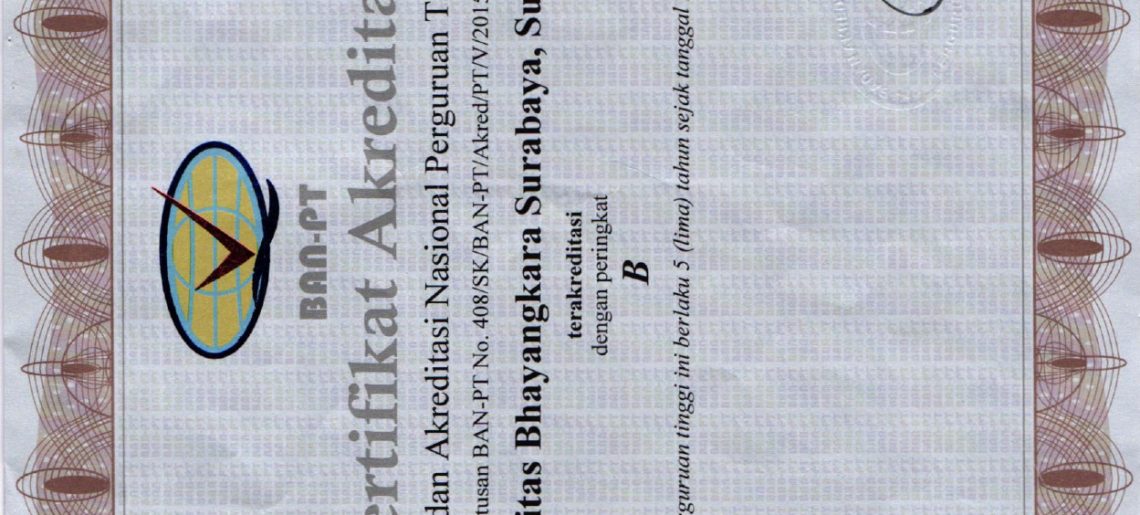 BAN-PT
ertifikat Akredita
dan Akreditasi Nasional Perguruan T
tusan BAN-PT No. 408/SK/BAN-PT/Akred/PT/V/2015
itas Bhayangkara Surabaya, Su
terakreditasi
dengan peringkat
B
erguruan tinggi ini berlaku 5 (lima) tahun sejak tanggal